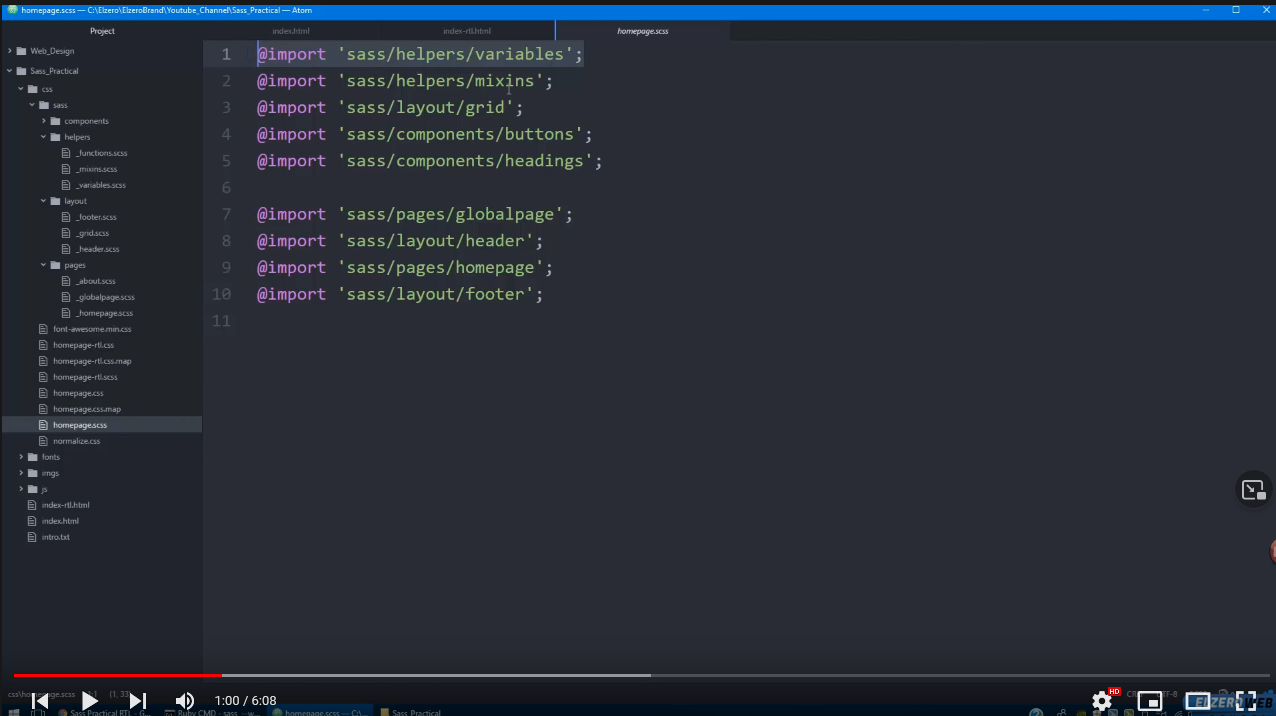 homepage.scss — C:\Elzero\ElzeroBrand\Youtube_Channel\Sass_Practical — Atom
Project
index.html
index-rtl.html
homepage.scss
Web_Design
Sass_Practical
css
sass
components
helpers
_functions.scss
_mixins.scss
_variables.scss
layout
_footer.scss
_grid.scss
_header.scss
pages
_about.scss
_globalpage.scss
_homepage.scss
font-awesome.min.css
homepage-rtl.css
homepage-rtl.css.map
homepage-rtl.scss
homepage.css
homepage.css.map
homepage.scss
normalize.css
fonts
imgs
js
index-rtl.html
index.html
intro.txt
1 @import 'sass/helpers/variables';
2 @import 'sass/helpers/mixins';
3 @import 'sass/layout/grid';
4 @import 'sass/components/buttons';
5 @import 'sass/components/headings';
6
7 @import 'sass/pages/globalpage';
8 @import 'sass/layout/header';
9 @import 'sass/pages/homepage';
10 @import 'sass/layout/footer';
11
css\homepage.scss 1:1 (1, 33)
1:00 / 6:08
HD
ELZEROWEB
Sass Practical RTL - G...
Ruby CMD - sass --w...
homepage.scss — C:\...
Sass_Practical